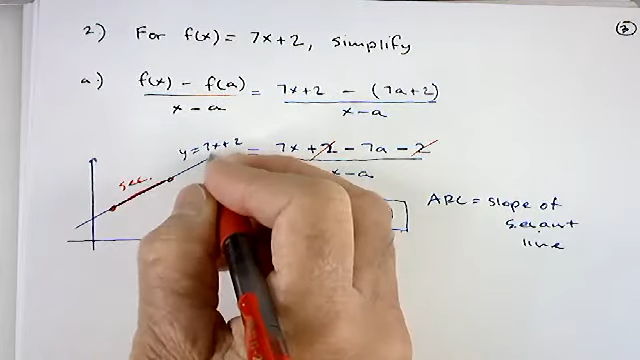 2) For f(x) = 7x+2, simplify
③
a.) f(x) - f(a) / x-a = 7x+2 - (7a+2) / x-a
y=7x+2
= 7x + 2 - 7a - 2 / x-a
sec.
ARC = slope of
secant
line